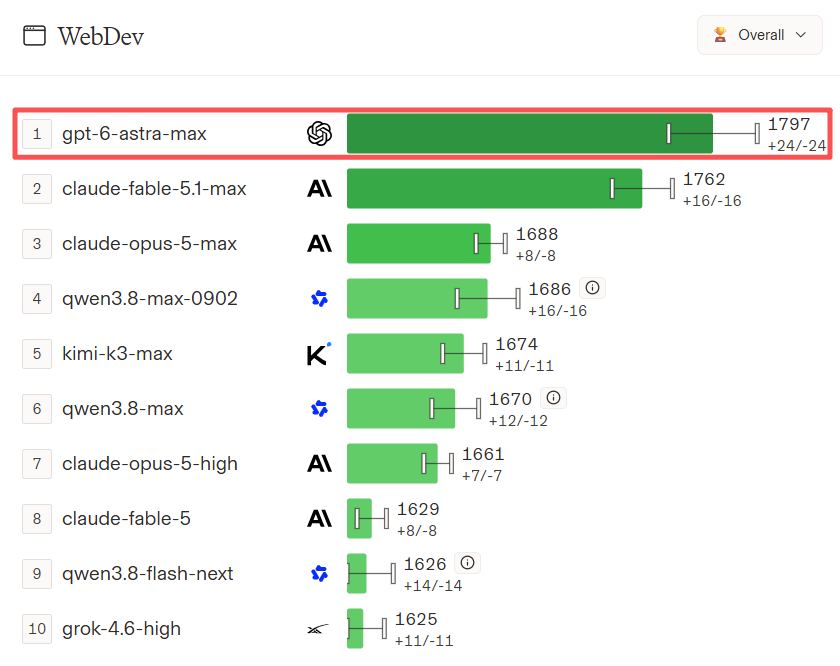 WebDev
Overall
1 gpt-6-astra-max 1797
+24/-24
2 claude-fable-5.1-max 1762
+16/-16
3 claude-opus-5-max 1688
+8/-8
4 qwen3.8-max-0902 1686
+16/-16
5 kimi-k3-max 1674
+11/-11
6 qwen3.8-max 1670
+12/-12
7 claude-opus-5-high 1661
+7/-7
8 claude-fable-5 1629
+8/-8
9 qwen3.8-flash-next 1626
+14/-14
10 grok-4.6-high 1625
+11/-11